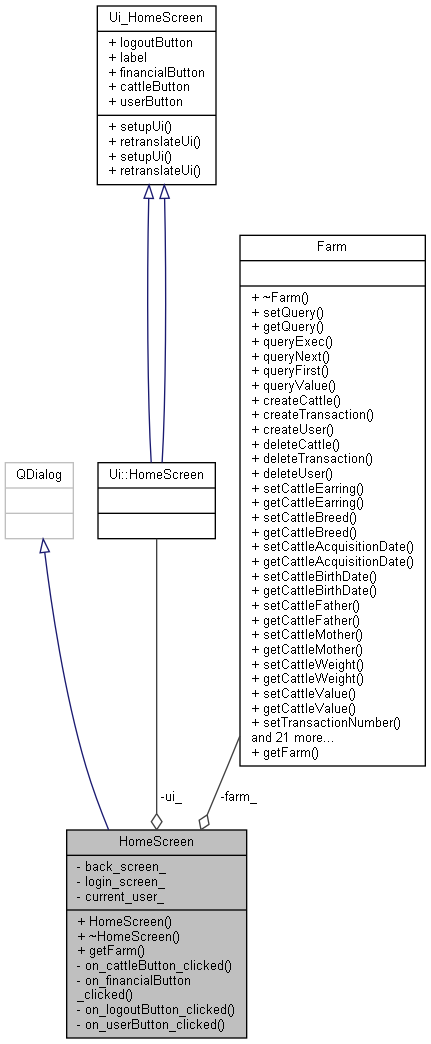 Ui_HomeScreen
+ logoutButton
+ label
+ financialButton
+ cattleButton
+ userButton
+ setupUi()
+ retranslateUi()
+ setupUi()
+ retranslateUi()
Farm
+ ~Farm()
+ setQuery()
+ getQuery()
+ queryExec()
+ queryNext()
+ queryFirst()
+ queryValue()
+ createCattle()
+ createTransaction()
+ createUser()
+ deleteCattle()
+ deleteTransaction()
+ deleteUser()
+ setCattleEarring()
+ getCattleEarring()
+ setCattleBreed()
+ getCattleBreed()
+ setCattleAcquisitionDate()
+ getCattleAcquisitionDate()
+ setCattleBirthDate()
+ getCattleBirthDate()
+ setCattleFather()
+ getCattleFather()
+ setCattleMother()
+ getCattleMother()
+ setCattleWeight()
+ getCattleWeight()
+ setCattleValue()
+ getCattleValue()
+ setTransactionNumber()
and 21 more...
+ getFarm()
QDialog
Ui::HomeScreen
-ui_
-farm_
HomeScreen
- back_screen_
- login_screen_
- current_user_
+ HomeScreen()
+ ~HomeScreen()
+ getFarm()
- on_cattleButton_clicked()
- on_financialButton
_clicked()
- on_logoutButton_clicked()
- on_userButton_clicked()